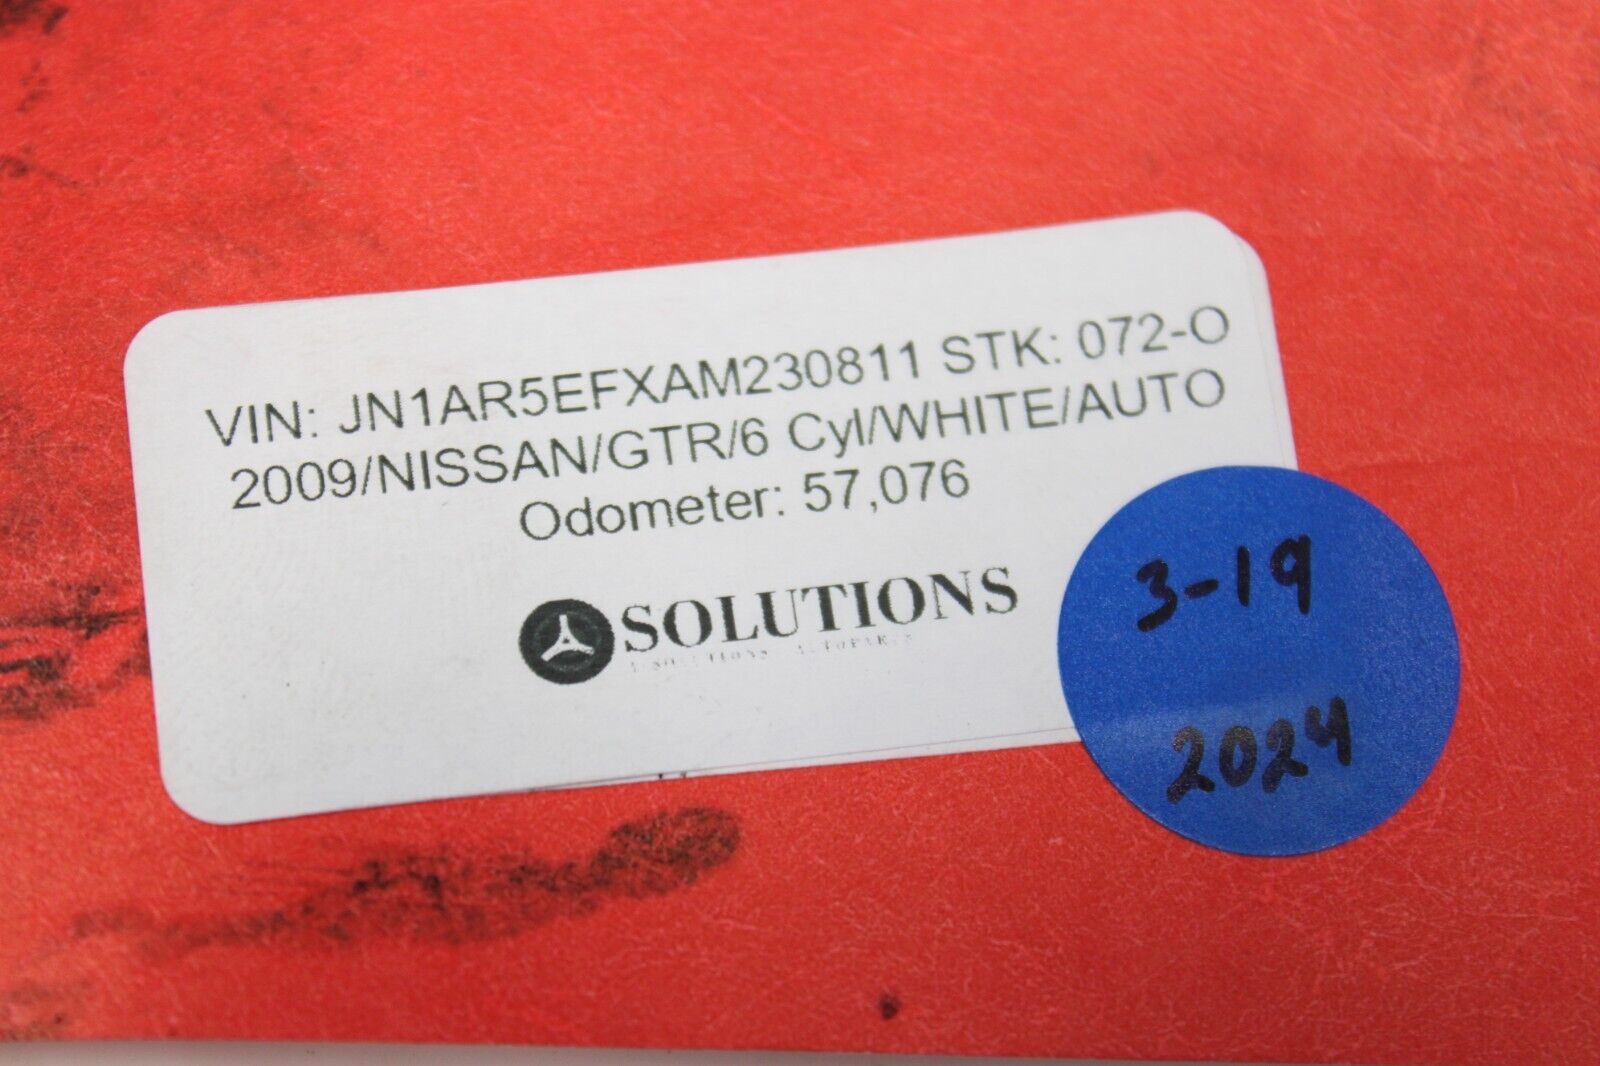 VIN: JN1AR5EFXAM230811 STK: 072-O
2009/NISSAN/GTR/6 Cyl/WHITE/AUTO
Odometer: 57,076
SOLUTIONS
3-19
2024